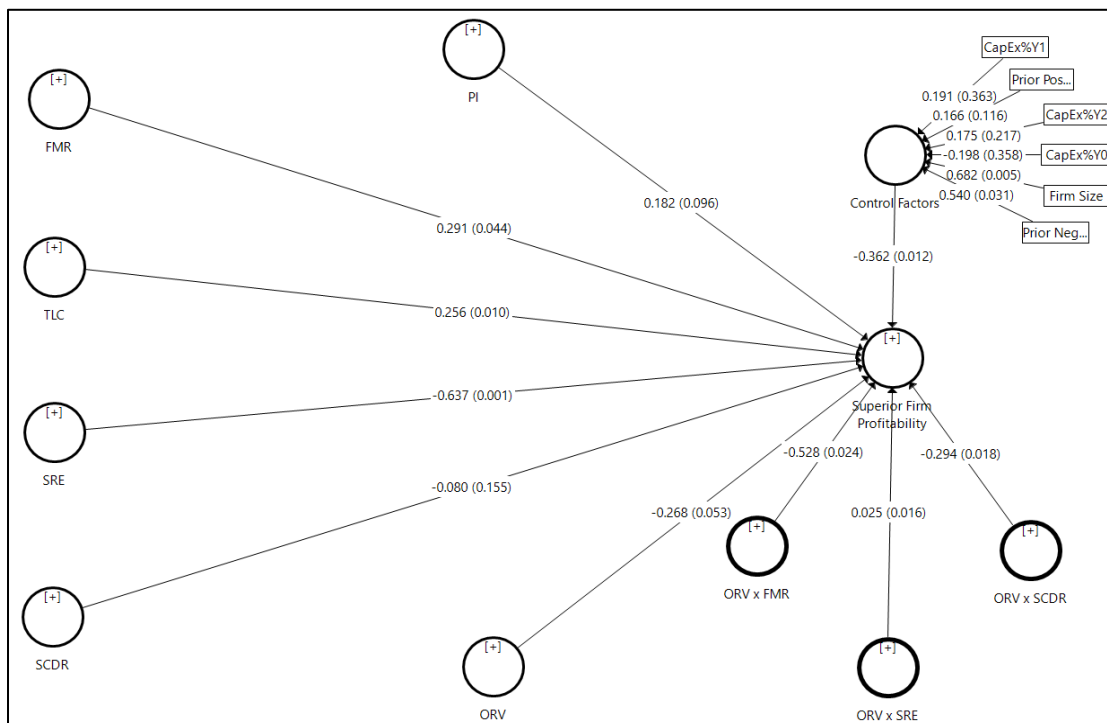 [+]
PI
[+]
FMR
CapEx%Y1
Prior Pos...
CapEx%Y2
CapEx%Y0
Firm Size
Prior Neg...
0.191 (0.363)
0.166 (0.116)
0.175 (0.217)
-0.198 (0.358)
0.682 (0.005)
0.540 (0.031)
Control Factors
0.182 (0.096)
0.291 (0.044)
-0.362 (0.012)
[+]
TLC
0.256 (0.010)
[+]
Superior Firm
Profitability
-0.637 (0.001)
[+]
SRE
-0.080 (0.155)
-0.268 (0.053)
-0.528 (0.024)
0.025 (0.016)
-0.294 (0.018)
[+]
ORV x FMR
[+]
ORV x SCDR
[+]
SCDR
[+]
ORV
[+]
ORV x SRE